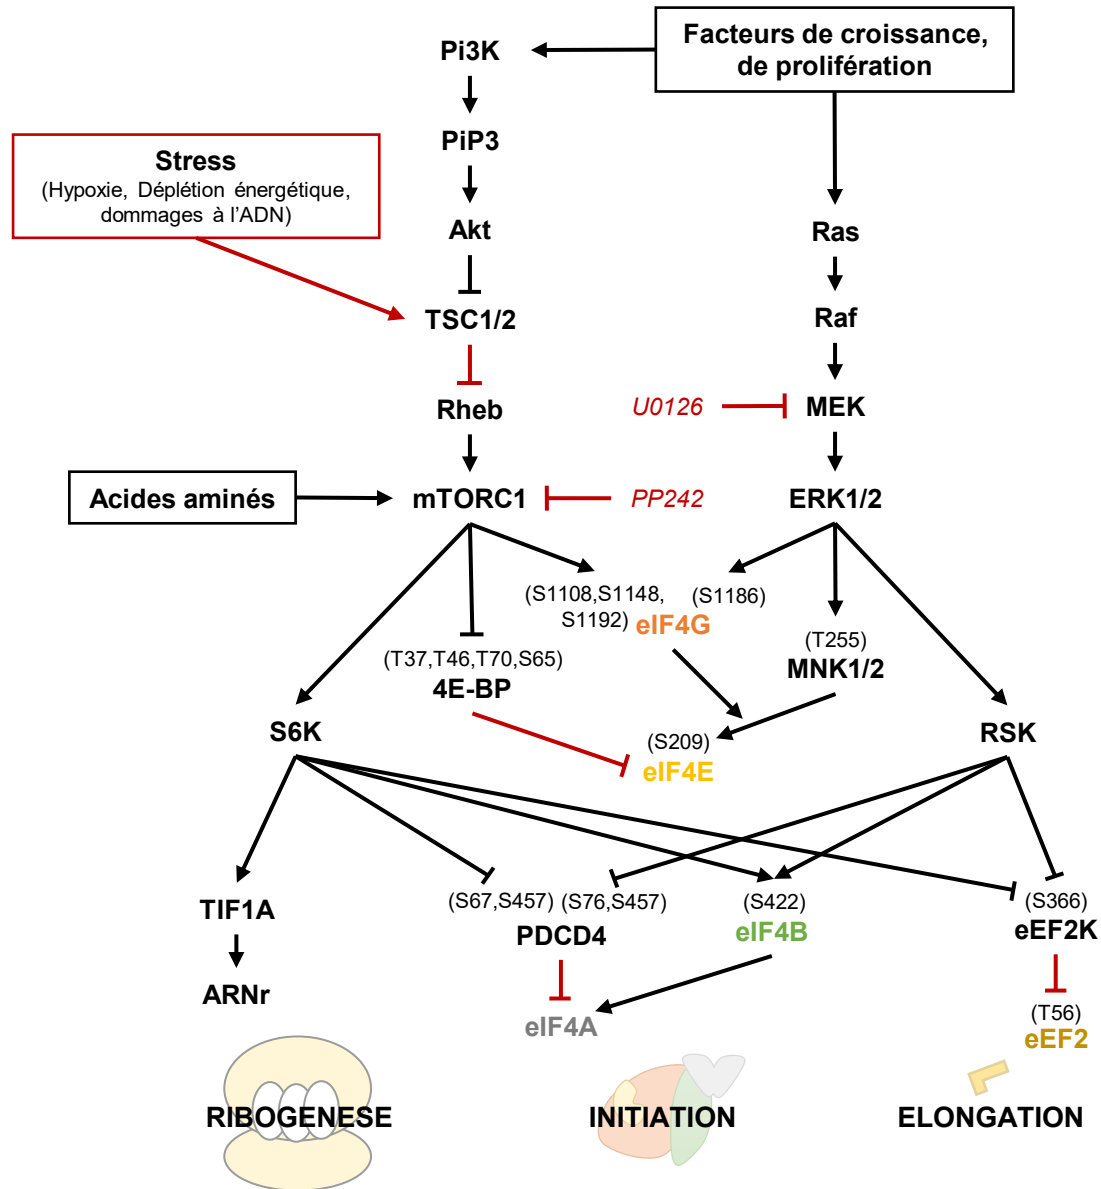 Facteurs de croissance,
de prolifération
Pi3K
PiP3
Stress
(Hypoxie, Déplétion énergétique,
dommages à l'ADN)
Akt
Ras
TSC1/2
Raf
Rheb
U0126
MEK
Acides aminés
mTORC1
PP242
ERK1/2
(S1108,S1148,
S1192)
(S1186)
eIF4G
(T255)
MNK1/2
(T37,T46,T70,S65)
4E-BP
S6K
(S209)
eIF4E
RSK
TIF1A
(S67,S457)
(S76,S457)
PDCD4
(S422)
eIF4B
(S366)
eEF2K
ARNr
eIF4A
(T56)
eEF2
RIBOGENESE
INITIATION
ELONGATION